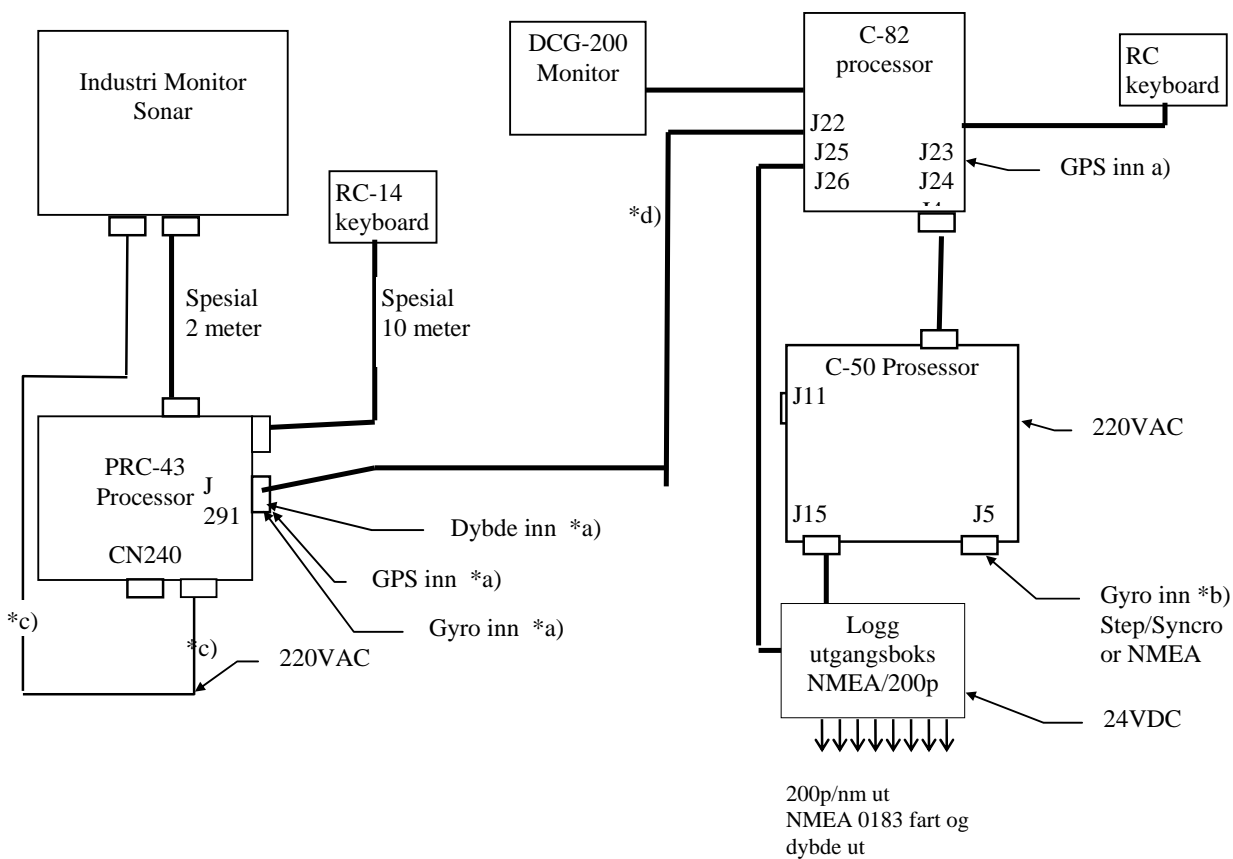 Industri Monitor
Sonar
DCG-200
Monitor
C-82
processor
J22
J25
J26
J23
J24
RC
keyboard
GPS inn a)
RC-14
keyboard
*d)
Spesial
2 meter
Spesial
10 meter
C-50 Prosessor
J11
220VAC
J15
J5
PRC-43
Processor
J
291
CN240
Dybde inn *a)
GPS inn *a)
Gyro inn *a)
*c)
*c)
220VAC
Gyro inn *b)
Step/Syncro
or NMEA
Logg
utgangsboks
NMEA/200p
24VDC
200p/nm ut
NMEA 0183 fart og
dybde ut